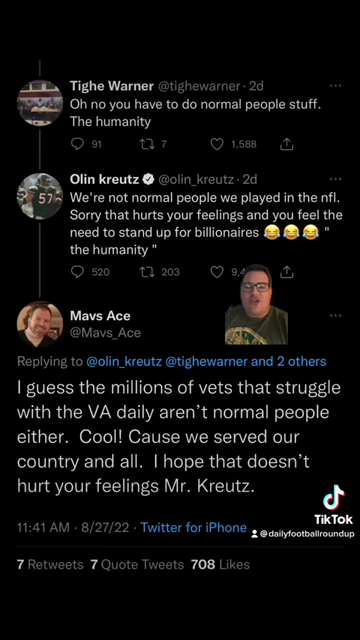 Tighe Warner @tighewarner · 2d
Oh no you have to do normal people stuff.
The humanity
91 7 1,588
Olin kreutz @olin_kreutz · 2d
We're not normal people we played in the nfl.
Sorry that hurts your feelings and you feel the
need to stand up for billionaires 😂😂😂 "
the humanity "
520 203
57
Mavs Ace
@Mavs_Ace
Replying to @olin_kreutz @tighewarner and 2 others
I guess the millions of vets that struggle
with the VA daily aren't normal people
either.  Cool!  Cause we served our
country and all.  I hope that doesn't
hurt your feelings Mr. Kreutz.
TikTok
@dailyfootballroundup
11:41 AM · 8/27/22 · Twitter for iPhone
7 Retweets 7 Quote Tweets 708 Likes